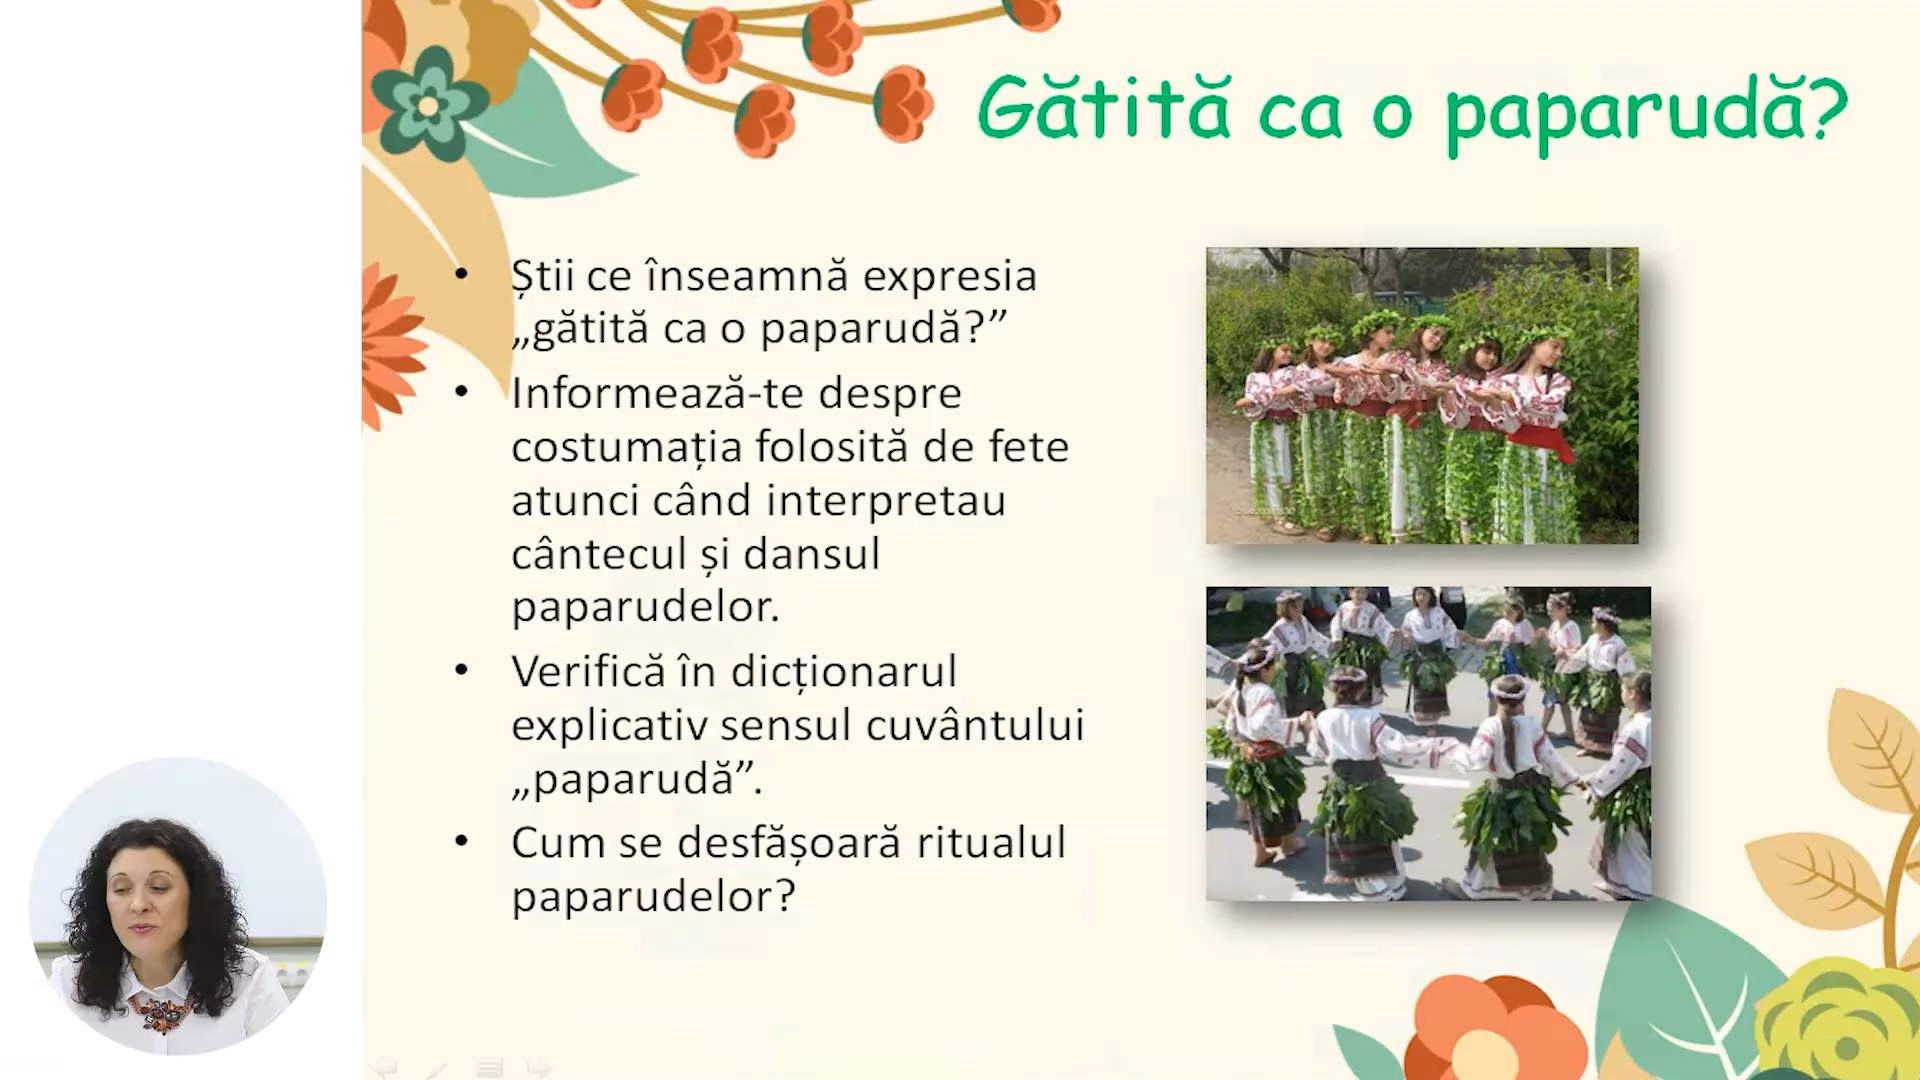 Gătită ca o paparudă?
• Știi ce înseamnă expresia
„gătită ca o paparudă?”
• Informează-te despre
costumația folosită de fete
atunci când interpretau
cântecul și dansul
paparudelor.
• Verifică în dicționarul
explicativ sensul cuvântului
„paparudă”.
• Cum se desfășoară ritualul
paparudelor?